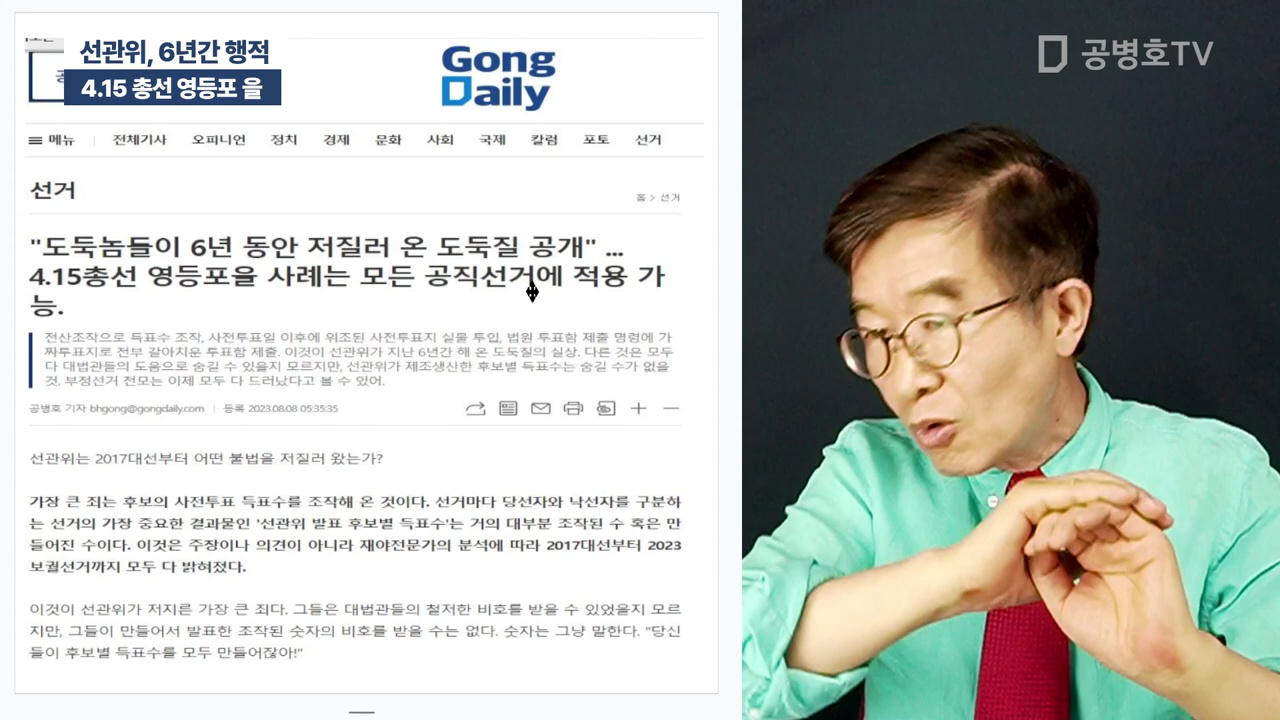 선관위, 6년간 행적
4.15 총선 영등포 을
Gong
Daily
공병호TV
메뉴 전체기사 오피니언 정치 경제 문화 사회 국제 칼럼 포토 선거
선거
홈 > 선거
"도둑놈들이 6년 동안 저질러 온 도둑질 공개" ...
4.15총선 영등포을 사례는 모든 공직선거에 적용 가
능.
전산조작으로 득표수 조작, 사전투표일 이후에 위조된 사전투표지 실물 투입, 법원 투표함 제출 명령에 가
짜투표지로 전부 갈아치운 투표함 제출. 이것이 선관위가 지난 6년간 해 온 도둑질의 실상. 다른 것은 모두
다 대법관들의 도움으로 숨길 수 있을지 모르지만, 선관위가 제조생산한 후보별 득표수는 숨길 수가 없을
것. 부정선거 전모는 이제 모두 다 드러났다고 볼 수 있어.
공병호 기자 bhgong@gongdaily.com 등록 2023.08.08 05:35:35
선관위는 2017대선부터 어떤 불법을 저질러 왔는가?
가장 큰 죄는 후보의 사전투표 득표수를 조작해 온 것이다. 선거마다 당선자와 낙선자를 구분하
는 선거의 가장 중요한 결과물인 '선관위 발표 후보별 득표수'는 거의 대부분 조작된 수 혹은 만
들어진 수이다. 이것은 주장이나 의견이 아니라 재야전문가의 분석에 따라 2017대선부터 2023
보궐선거까지 모두 다 밝혀졌다.
이것이 선관위가 저지른 가장 큰 죄다. 그들은 대법관들의 철저한 비호를 받을 수 있었을지 모르
지만, 그들이 만들어서 발표한 조작된 숫자의 비호를 받을 수는 없다. 숫자는 그냥 말한다. "당신
들이 후보별 득표수를 모두 만들어잖아!"